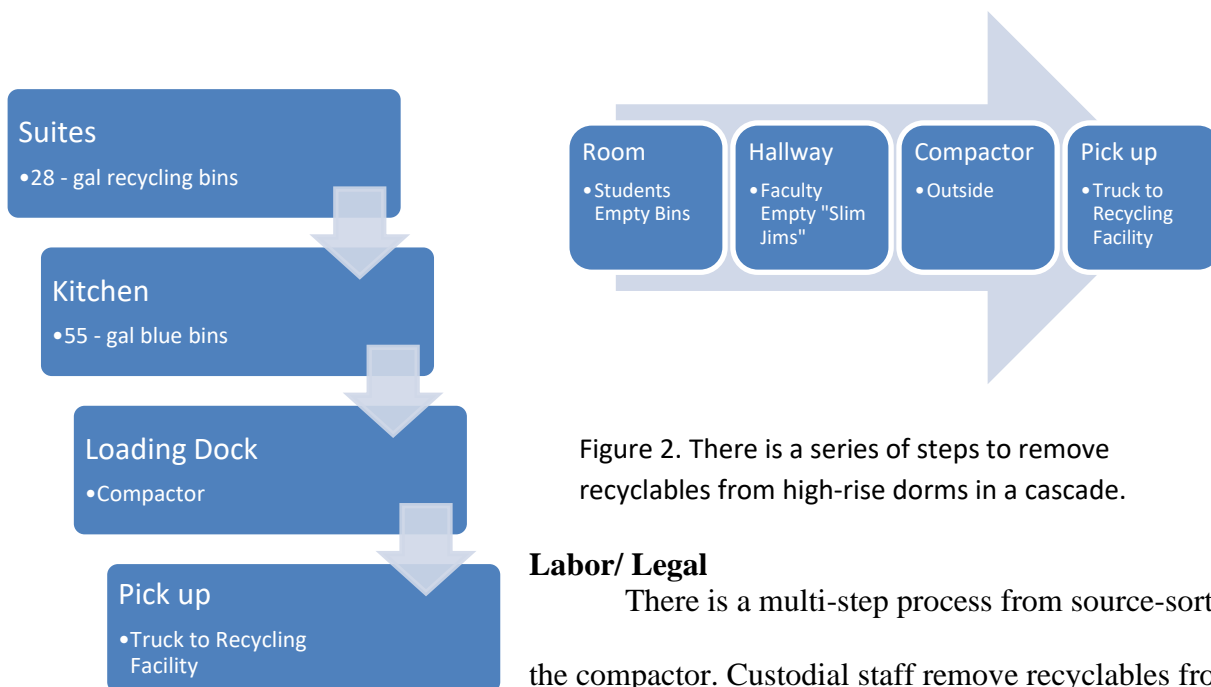 Suites
•28 - gal recycling bins
Kitchen
•55 - gal blue bins
Loading Dock
•Compactor
Pick up
•Truck to Recycling
Facility
Room
•Students
Empty Bins
Hallway
•Faculty
Empty "Slim
Jims"
Compactor
•Outside
Pick up
•Truck to
Recycling
Facility
Figure 2. There is a series of steps to remove
recyclables from high-rise dorms in a cascade.
Labor/ Legal
There is a multi-step process from source-sort
the compactor. Custodial staff remove recyclables fro